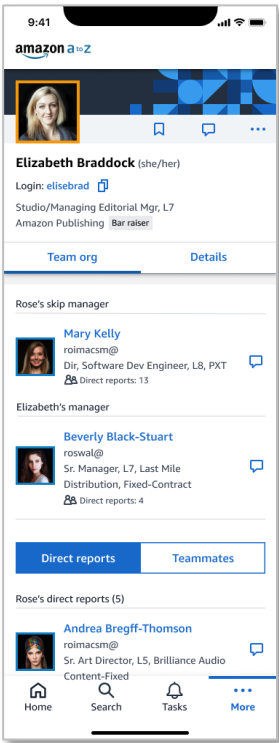 9:41
amazon a to z
Elizabeth Braddock (she/her)
Login: elisebrad
Studio/Managing Editorial Mgr, L7
Amazon Publishing Bar raiser
Team org Details
Rose's skip manager
Mary Kelly
roimacsm@
Dir, Software Dev Engineer, L8, PXT
Direct reports: 13
Elizabeth's manager
Beverly Black-Stuart
roswal@
Sr. Manager, L7, Last Mile
Distribution, Fixed-Contract
Direct reports: 4
Direct reports Teammates
Rose's direct reports (5)
Andrea Bregff-Thomson
roimacsm@
Sr. Art Director, L5, Brilliance Audio
Content-Fixed
Home Search Tasks More